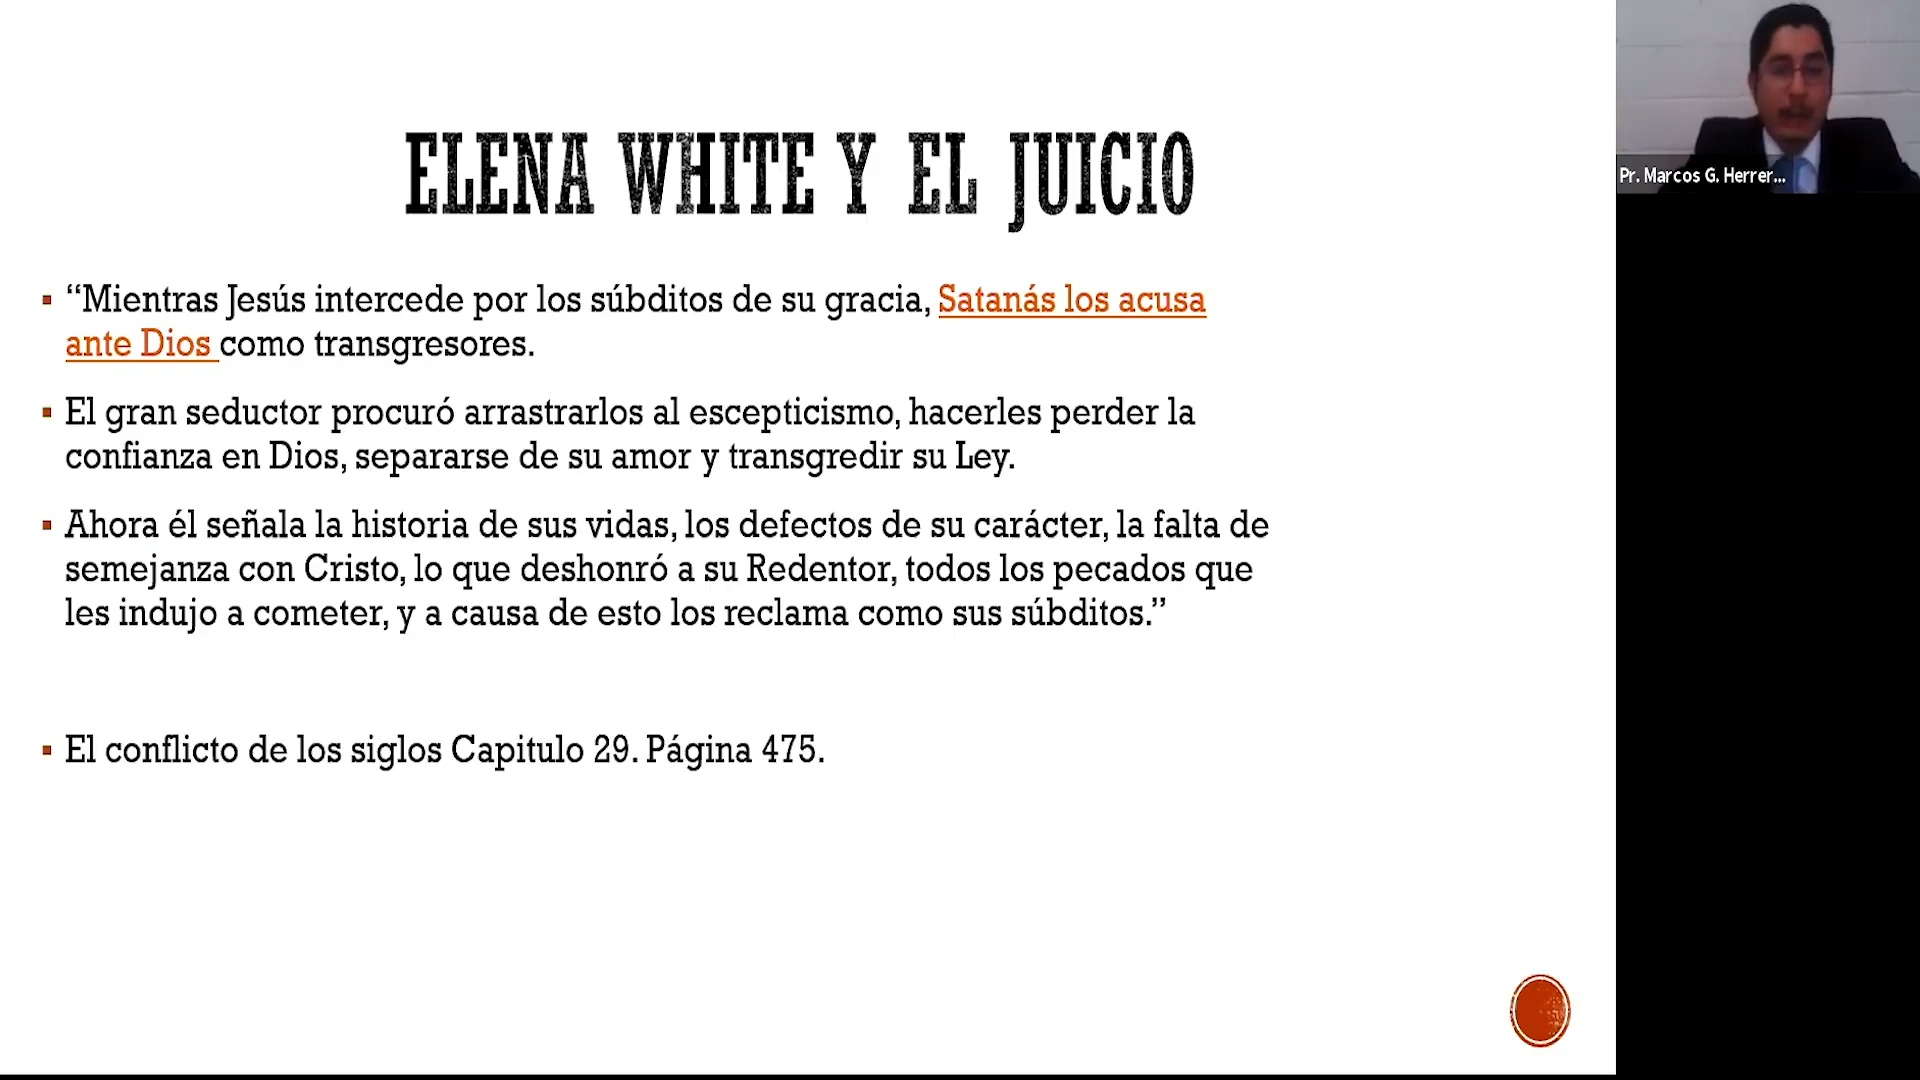 ELENA WHITE Y EL JUICIO
Pr. Marcos G. Herrer...
▪ “Mientras Jesús intercede por los súbditos de su gracia, Satanás los acusa
ante Dios como transgresores.
▪ El gran seductor procuró arrastrarlos al escepticismo, hacerles perder la
confianza en Dios, separarse de su amor y transgredir su Ley.
▪ Ahora él señala la historia de sus vidas, los defectos de su carácter, la falta de
semejanza con Cristo, lo que deshonró a su Redentor, todos los pecados que
les indujo a cometer, y a causa de esto los reclama como sus súbditos.”
▪ El conflicto de los siglos Capitulo 29. Página 475.